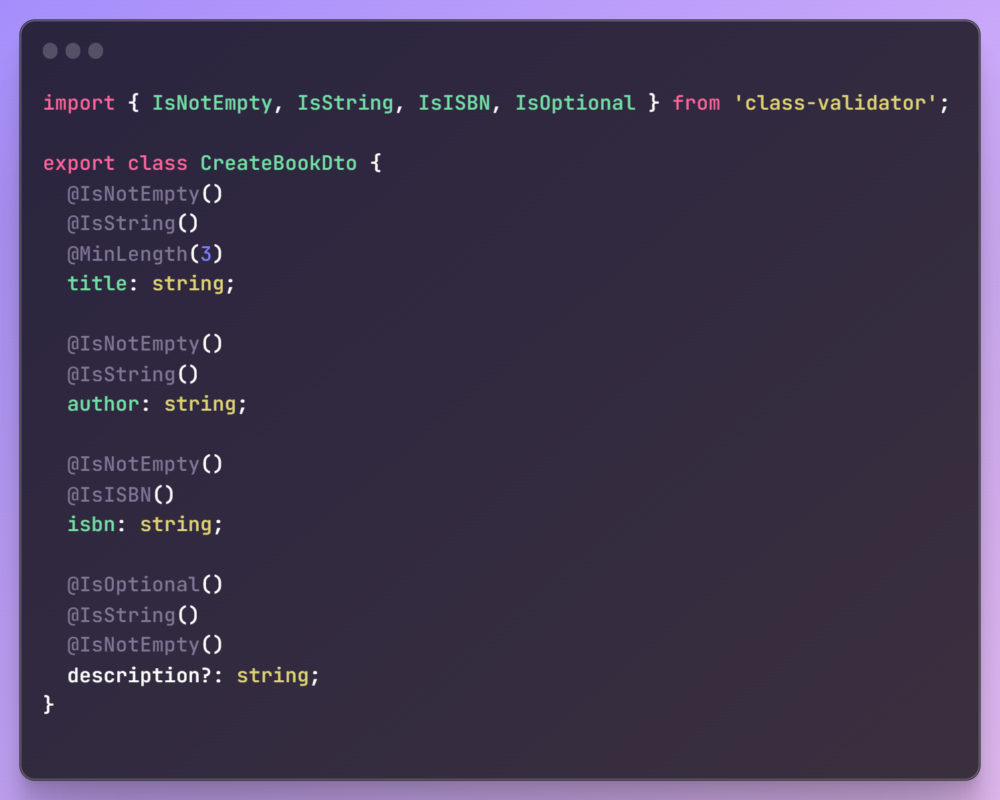 import { IsNotEmpty, IsString, IsISBN, IsOptional } from 'class-validator';

export class CreateBookDto {
  @IsNotEmpty()
  @IsString()
  @MinLength(3)
  title: string;

  @IsNotEmpty()
  @IsString()
  author: string;

  @IsNotEmpty()
  @IsISBN()
  isbn: string;

  @IsOptional()
  @IsString()
  @IsNotEmpty()
  description?: string;
}